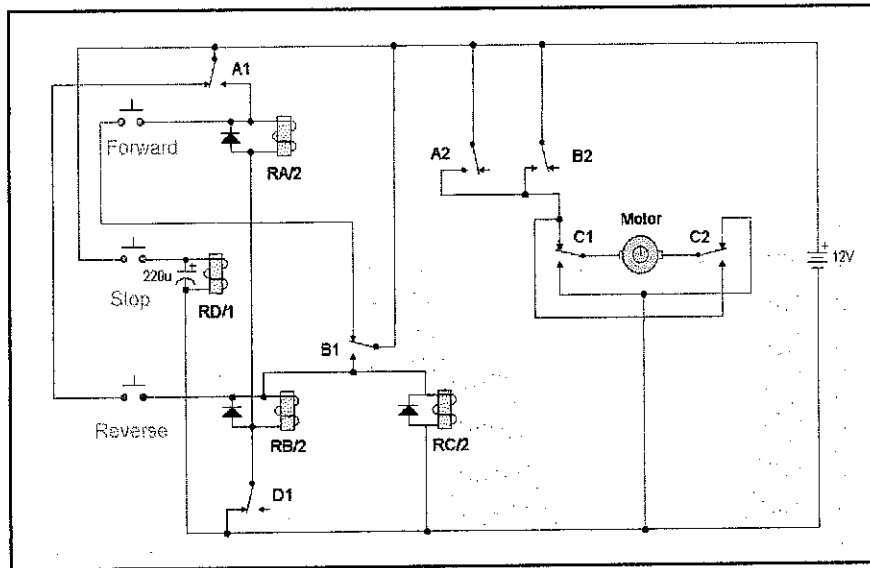 A1
Forward
RA/2
A2
B2
Motor
C1
C2
+
12V
+
220u
Stop
RD/1
B1
Reverse
RB/2
RC/2
D1